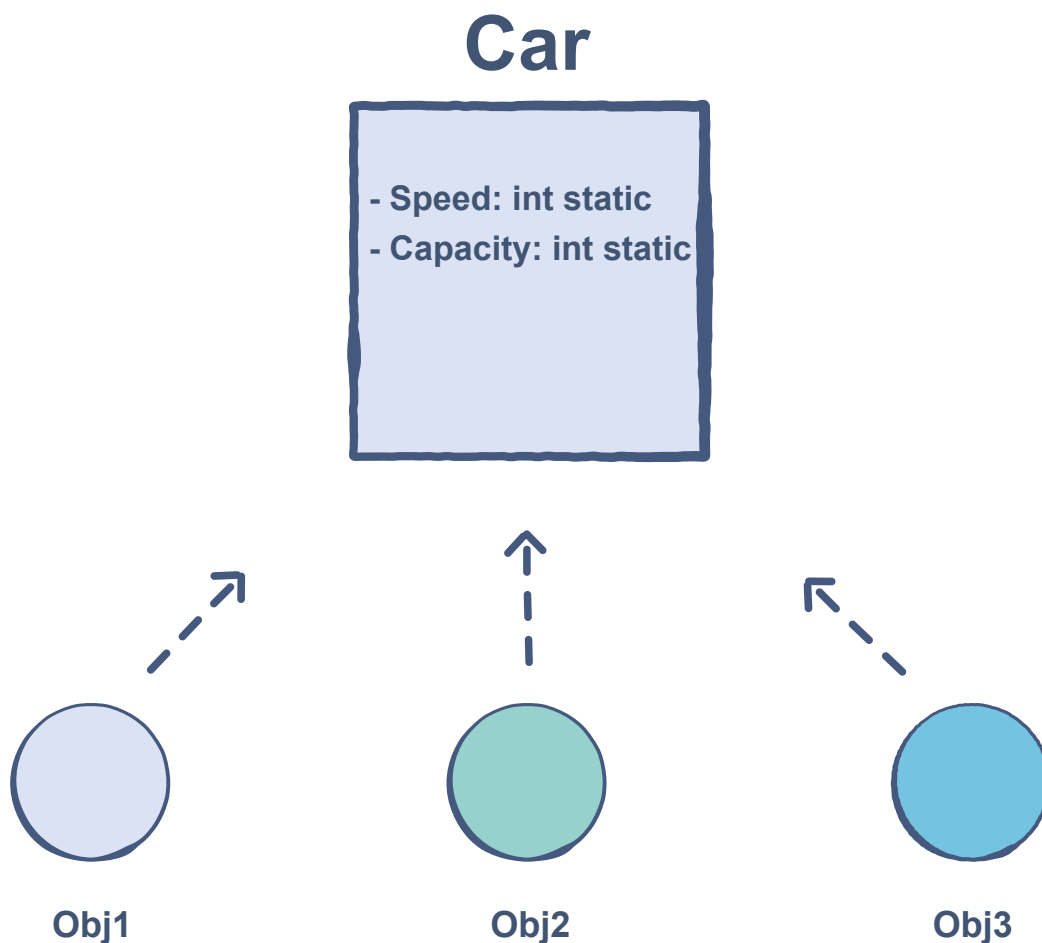 Car
- Speed: int static
- Capacity: int static
Obj1
Obj2
Obj3